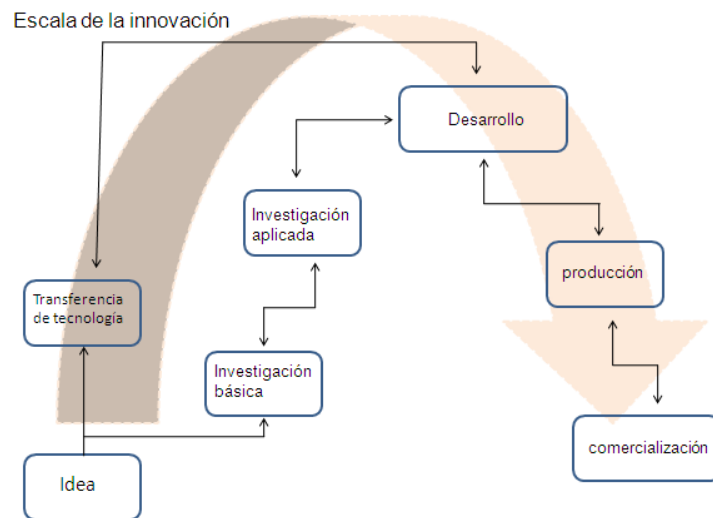 Escala de la innovación
Desarrollo
Investigación
aplicada
producción
Transferencia
de tecnología
Investigación
básica
comercialización
Idea